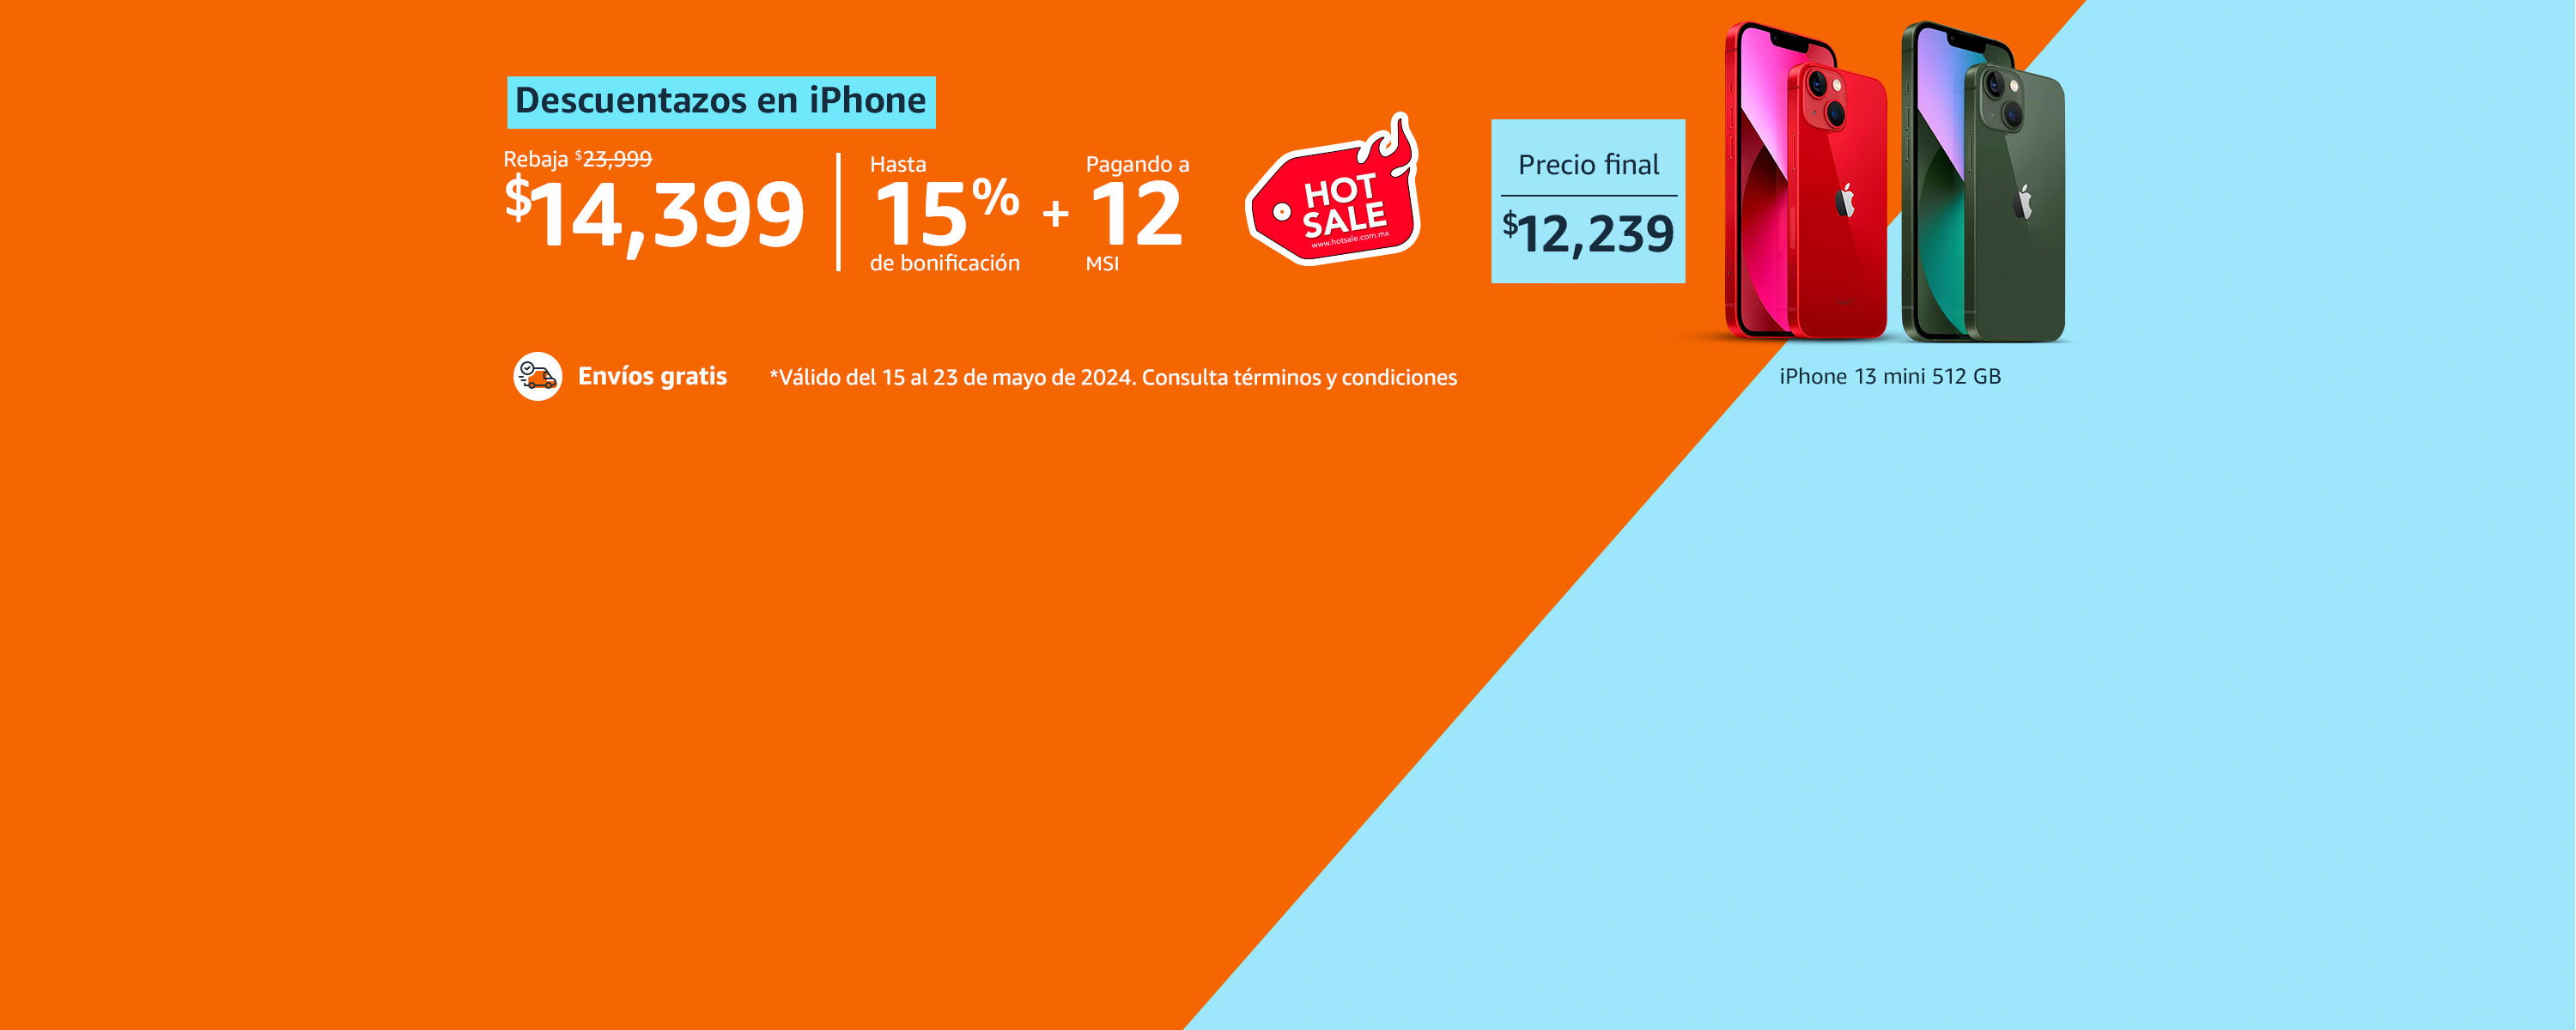 Descuentazos en iPhone
Rebaja $23,999
$14,399
Hasta
15%
de bonificación
+
Pagando a
12
MSI
HOT
SALE
www.hotsale.com.mx
Precio final
$12,239
Envíos gratis
*Válido del 15 al 23 de mayo de 2024. Consulta términos y condiciones
iPhone 13 mini 512 GB